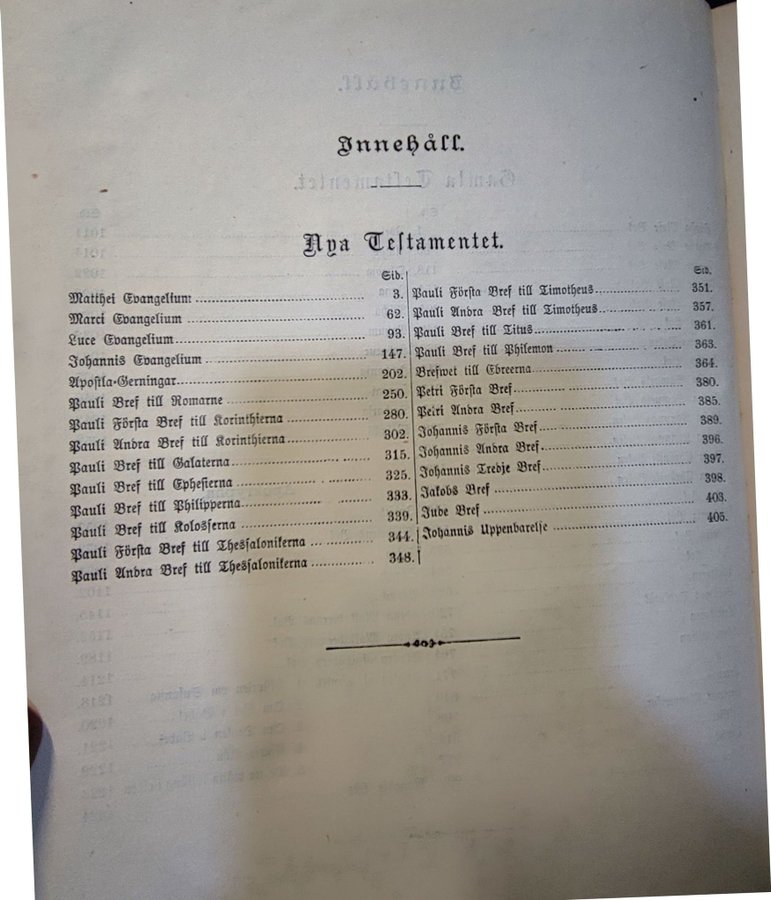 Innehåll.
Nya Testamentet.
Sid.
Matthei Evangelium 3.
Marci Evangelium 62.
Luce Evangelium 93.
Johannis Evangelium 147.
Apostla-Gerningar 202.
Pauli Bref till Romarne 250.
Pauli Första Bref till Korinthierna 280.
Pauli Andra Bref till Korinthierna 302.
Pauli Bref till Galaterna 315.
Pauli Bref till Ephesierna 325.
Pauli Bref till Philipperna 333.
Pauli Bref till Kolosserna 339.
Pauli Första Bref till Thessalonikerna 344.
Pauli Andra Bref till Thessalonikerna 348.
Sid.
Pauli Första Bref till Timotheus 351.
Pauli Andra Bref till Timotheus 357.
Pauli Bref till Titus 361.
Pauli Bref till Philemon 363.
Brefwet till Ebreerna 364.
Petri Första Bref 380.
Petri Andra Bref 385.
Johannis Första Bref 389.
Johannis Andra Bref 396.
Johannis Tredje Bref 397.
Jakobs Bref 398.
Jude Bref 403.
Johannis Uppenbarelse 405.